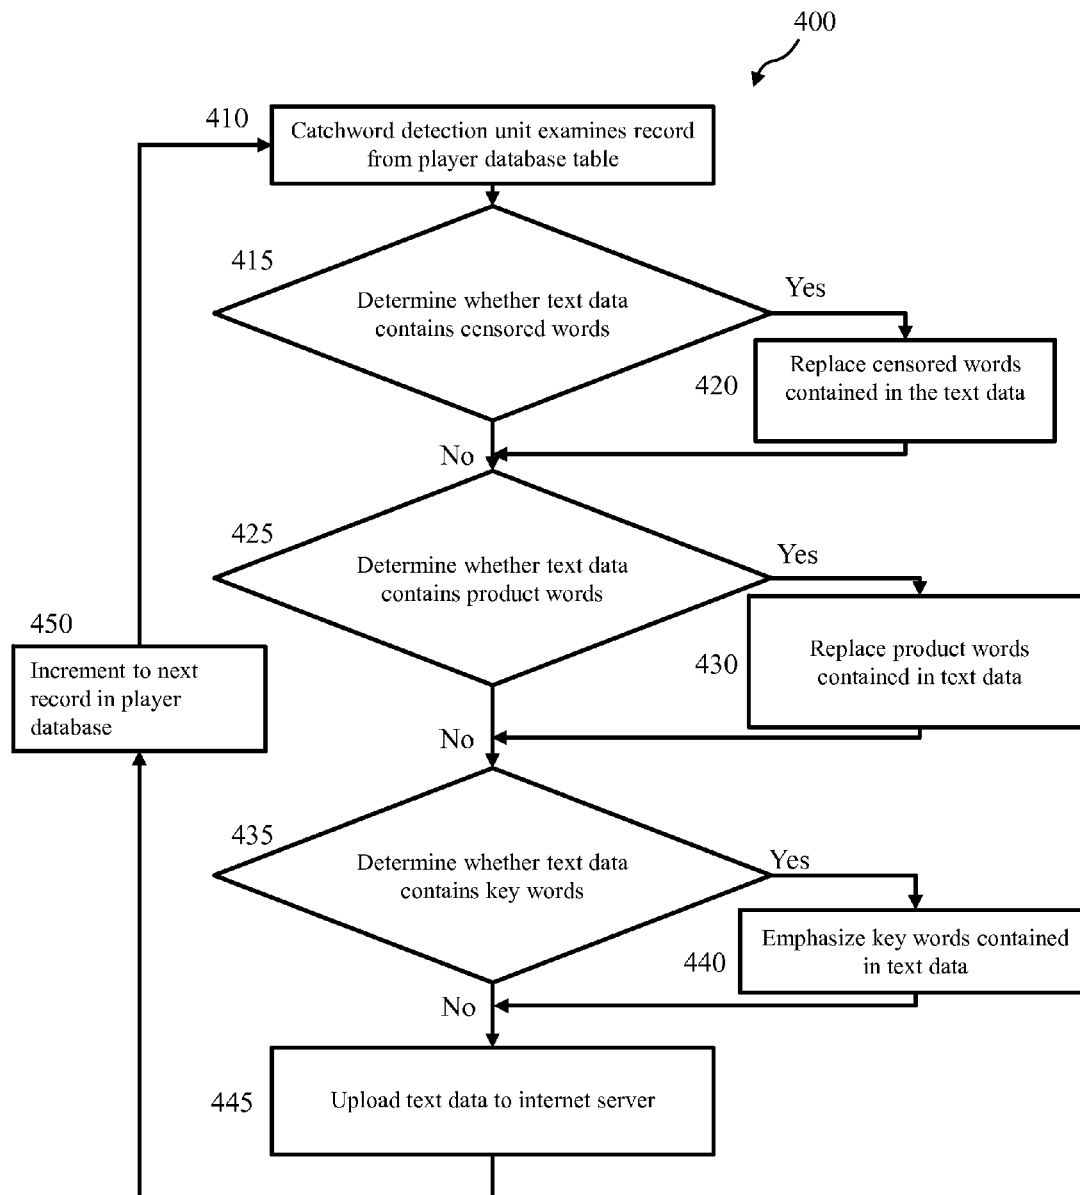 400
410
Catchword detection unit examines record
from player database table
415
Determine whether text data
contains censored words
Yes
420
Replace censored words
contained in the text data
No
425
Determine whether text data
contains product words
Yes
430
Replace product words
contained in text data
450
Increment to next
record in player
database
No
435
Determine whether text data
contains key words
Yes
440
Emphasize key words contained
in text data
No
445
Upload text data to internet server